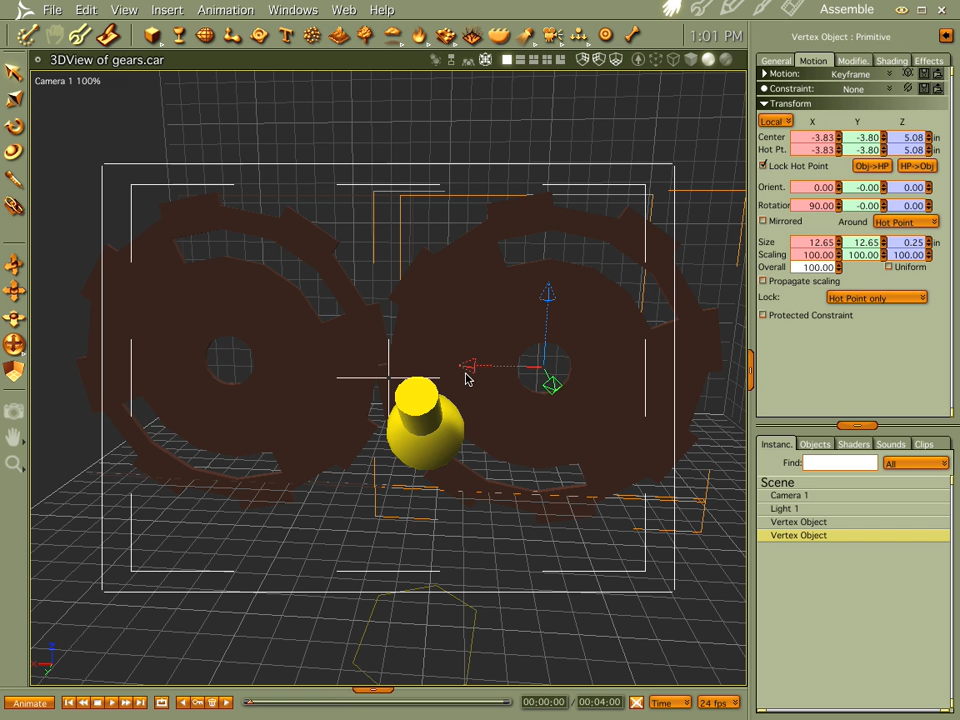 File Edit View Insert Animation Windows Web Help Assemble
1:01 PM
Vertex Object : Primitive
3DView of gears.car
Camera 1 100%
General Motion Modifie. Shading Effects
Motion: Keyframe
Constraint: None
Transform
Local X Y Z
Center -3.83 -3.80 5.08 in
Hot Pt. -3.83 -3.80 5.08 in
Lock Hot Point Obj->HP HP->Obj
Orient. 0.00 -0.00 0.00
Rotation 90.00 -0.00 0.00
Mirrored Around Hot Point
Size 12.65 12.65 0.25 in
Scaling 100.00 100.00 100.00
Overall 100.00 Uniform
Propagate scaling
Lock: Hot Point only
Protected Constraint
Instanc. Objects Shaders Sounds Clips
Find: All
Scene
Camera 1
Light 1
Vertex Object
Vertex Object
Animate 00:00:00 / 00:04:00 Time 24 fps